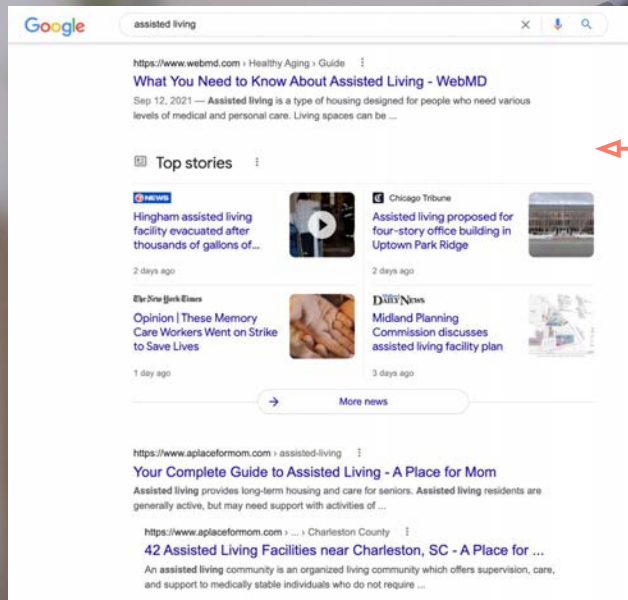 Google
assisted living
https://www.webmd.com › Healthy Aging › Guide
What You Need to Know About Assisted Living - WebMD
Sep 12, 2021 — Assisted living is a type of housing designed for people who need various
levels of medical and personal care. Living spaces can be ...
Top stories
NEWS
Hingham assisted living
facility evacuated after
thousands of gallons of...
2 days ago
Chicago Tribune
Assisted living proposed for
four-story office building in
Uptown Park Ridge
2 days ago
The New York Times
Opinion | These Memory
Care Workers Went on Strike
to Save Lives
1 day ago
DAILY NEWS
Midland Planning
Commission discusses
assisted living facility plan
3 days ago
More news
https://www.aplaceformom.com › assisted-living
Your Complete Guide to Assisted Living - A Place for Mom
Assisted living provides long-term housing and care for seniors. Assisted living residents are
generally active, but may need support with activities of ...
https://www.aplaceformom.com › ... › Charleston County
42 Assisted Living Facilities near Charleston, SC - A Place for ...
An assisted living community is an organized living community which offers supervision, care,
and support to medically stable individuals who do not require ...